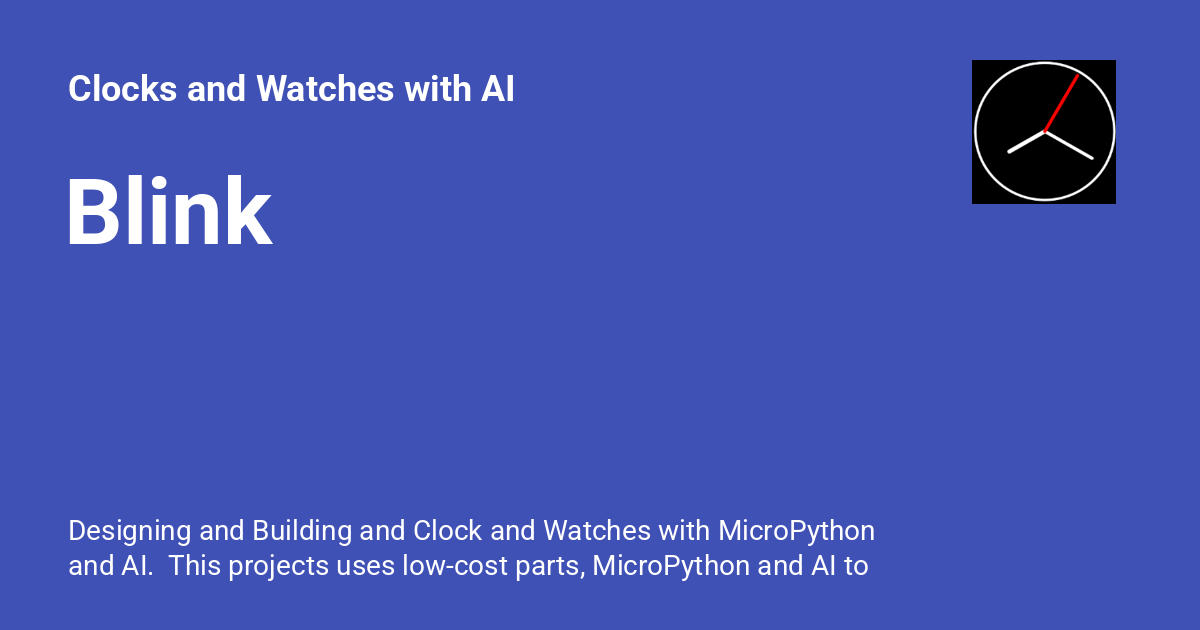 Clocks and Watches with AI
Blink
Designing and Building and Clock and Watches with MicroPython
and AI.  This projects uses low-cost parts, MicroPython and AI to